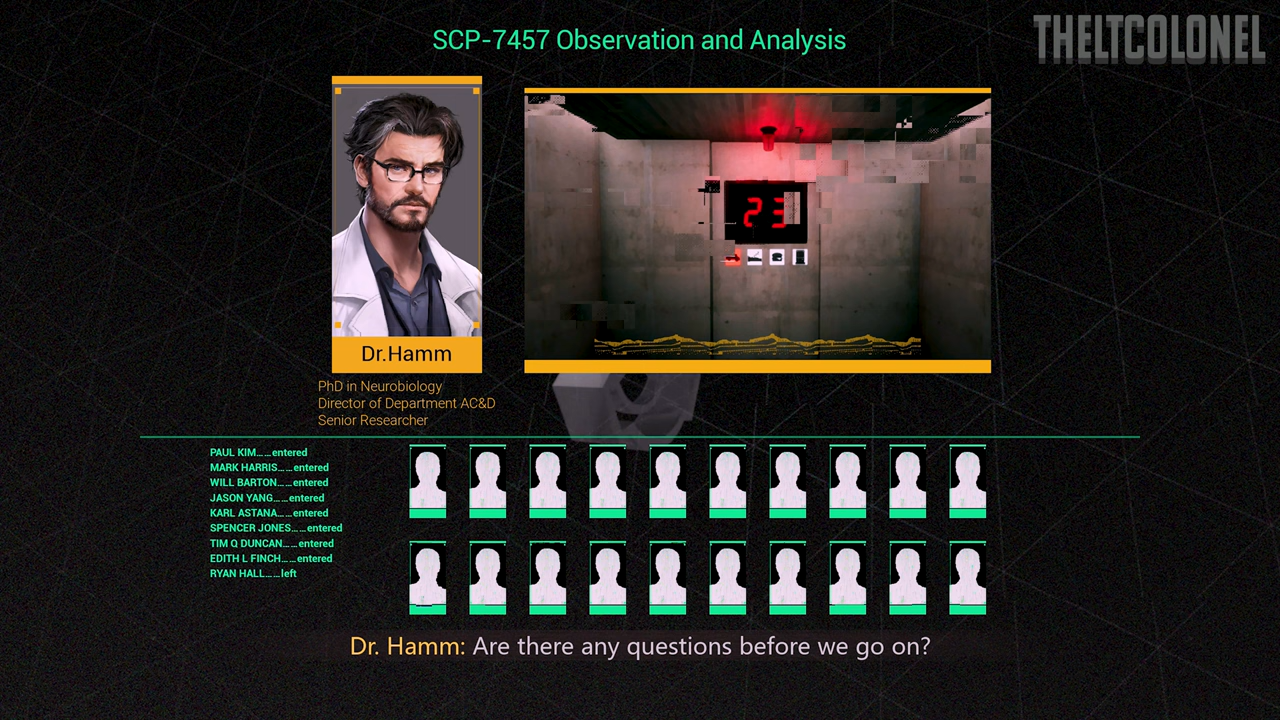 SCP-7457 Observation and Analysis
THELTCOLONEL
23
Dr.Hamm
PhD in Neurobiology
Director of Department AC&D
Senior Researcher
PAUL KIM......entered
MARK HARRIS......entered
WILL BARTON......entered
JASON YANG......entered
KARL ASTANA......entered
SPENCER JONES......entered
TIM Q DUNCAN......entered
EDITH L FINCH......entered
RYAN HALL......left
Dr. Hamm: Are there any questions before we go on?